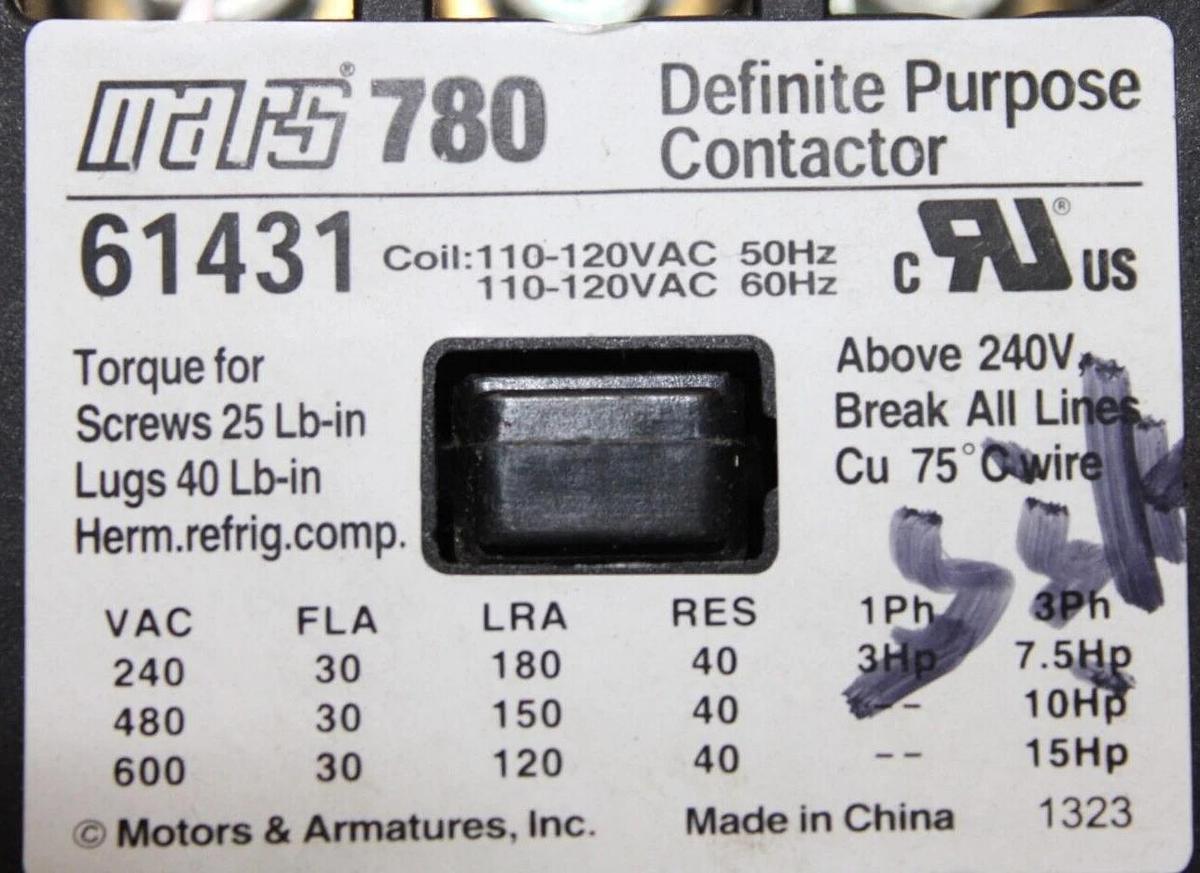 mars® 780
Definite Purpose
Contactor
61431
Coil:110-120VAC 50Hz
110-120VAC 60Hz
c RU® US
Torque for
Screws 25 Lb-in
Lugs 40 Lb-in
Herm.refrig.comp.
Above 240V,
Break All Lines
Cu 75°C wire
VAC FLA LRA RES 1Ph 3Ph
240 30 180 40 3Hp 7.5Hp
480 30 150 40 -- 10Hp
600 30 120 40 -- 15Hp
© Motors & Armatures, Inc. Made in China 1323